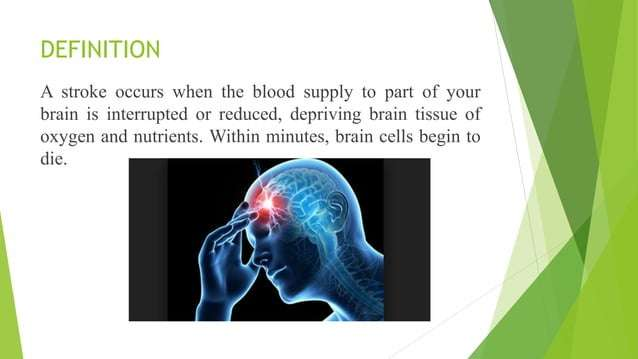 DEFINITION
A stroke occurs when the blood supply to part of your
brain is interrupted or reduced, depriving brain tissue of
oxygen and nutrients. Within minutes, brain cells begin to
die.